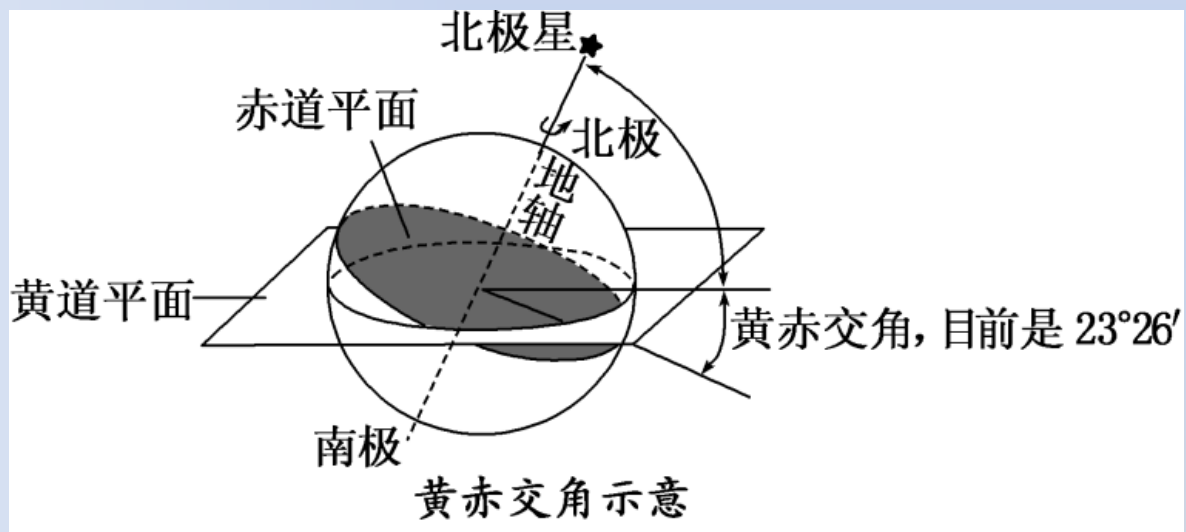 北极星
赤道平面
北极
地轴
黄道平面
黄赤交角,目前是 23°26′
南极
黄赤交角示意